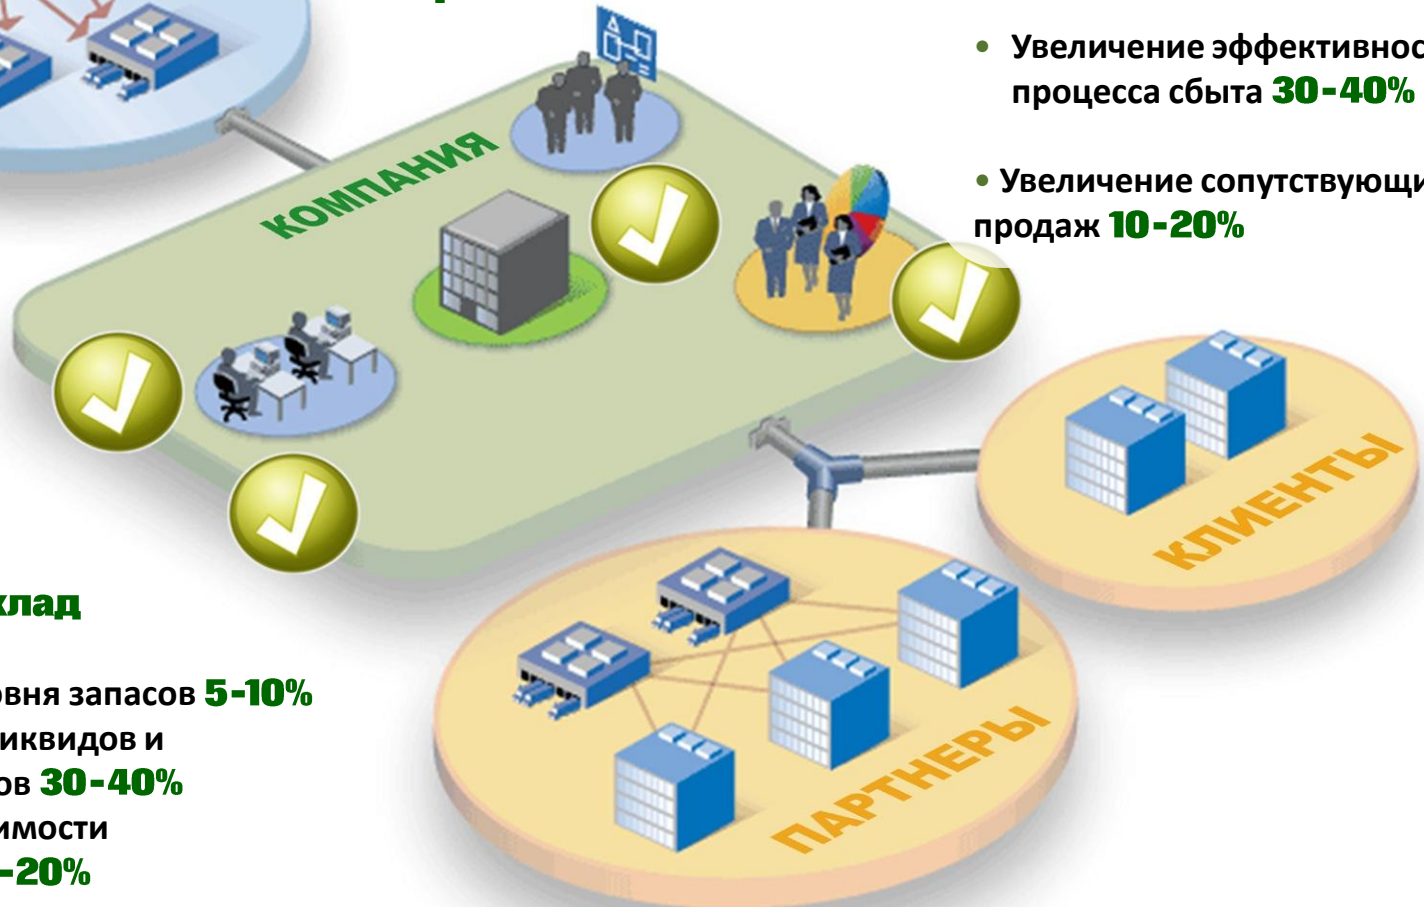 • Увеличение эффективнос
процесса сбыта 30-40%
• Увеличение сопутствующи
продаж 10-20%
КОМПАНИЯ
КЛИЕНТЫ
ПАРТНЕРЫ
клад
овня запасов 5-10%
иквидов и
ов 30-40%
имости
-20%